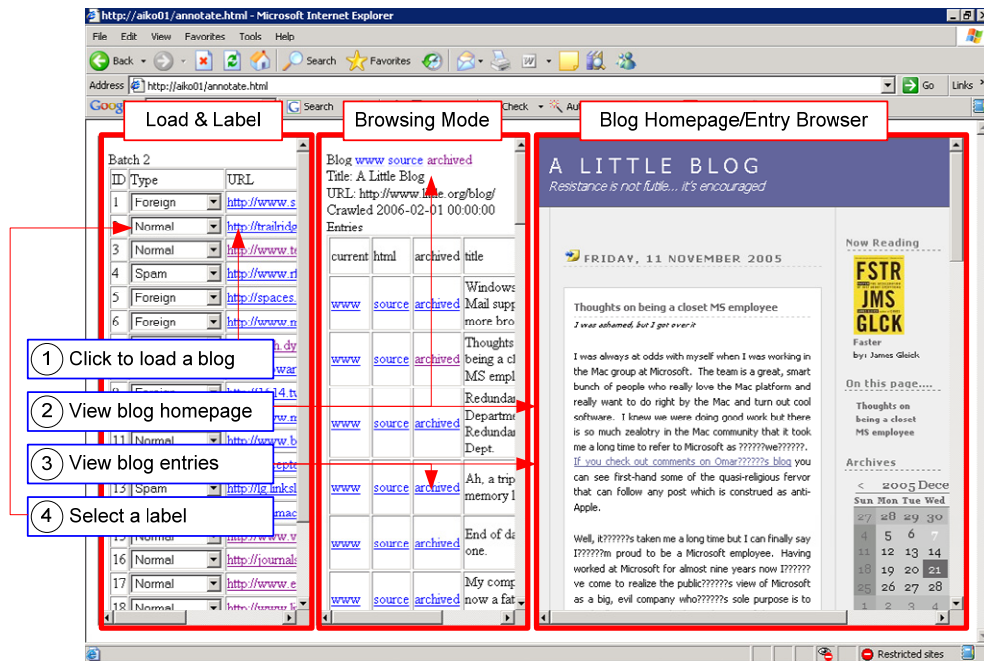 http://aiko01/annotate.html - Microsoft Internet Explorer
File Edit View Favorites Tools Help
Back Search Favorites
Address http://aiko01/annotate.html Go Links
Search Check
Load & Label
Browsing Mode
Blog Homepage/Entry Browser
Batch 2
ID Type URL
1 Foreign http://www.s
Normal http://trailridg
3 Normal http://www.te
4 Spam http://www.rf
5 Foreign http://spaces.
6 Foreign http://www.m
1 Click to load a blog
2 View blog homepage
11 Normal http://www.b
3 View blog entries
13 Spam http://lg.linksl
4 Select a label
15 Normal http://www.v
16 Normal http://journals
17 Normal http://www.e
18 Normal
Blog www source archived
Title: A Little Blog
Crawled 2006-02-01 00:00:00
Entries
current html archived title
www source archived Windows
Mail supp
more bro
www source archived Thoughts
being a cl
MS empl
www source archived Redundan
Departme
Redundan
Dept.
www source archived Ah, a trip
memory l
www source archived End of da
one.
www source archived My comp
now a fat
A LITTLE BLOG
Resistance is not futile... it's encouraged
FRIDAY, 11 NOVEMBER 2005
Thoughts on being a closet MS employee
I was ashamed, but I got over it
I was always at odds with myself when I was working in
the Mac group at Microsoft. The team is a great, smart
bunch of people who really love the Mac platform and
really want to do right by the Mac and turn out cool
software. I knew we were doing good work but there
is so much zealotry in the Mac community that it took
me a long time to refer to Microsoft as ??????we??????.
If you check out comments on Omar??????s blog you
can see first-hand some of the quasi-religious fervor
that can follow any post which is construed as anti-
Apple.
Well, it??????s taken me a long time but I can finally say
I??????m proud to be a Microsoft employee. Having
worked at Microsoft for almost nine years now I??????
ve come to realize the public??????s view of Microsoft
as a big, evil company who??????s sole purpose is to
Now Reading
FSTR
JMS
GLCK
Faster
by: James Gleick
On this page....
Thoughts on
being a closet
MS employee
Archives
< 2005 Dece
Sun Mon Tue Wed
27 28 29 30
4 5 6 7
11 12 13 14
18 19 20 21
25 26 27 28
1 2 3 4
Restricted sites